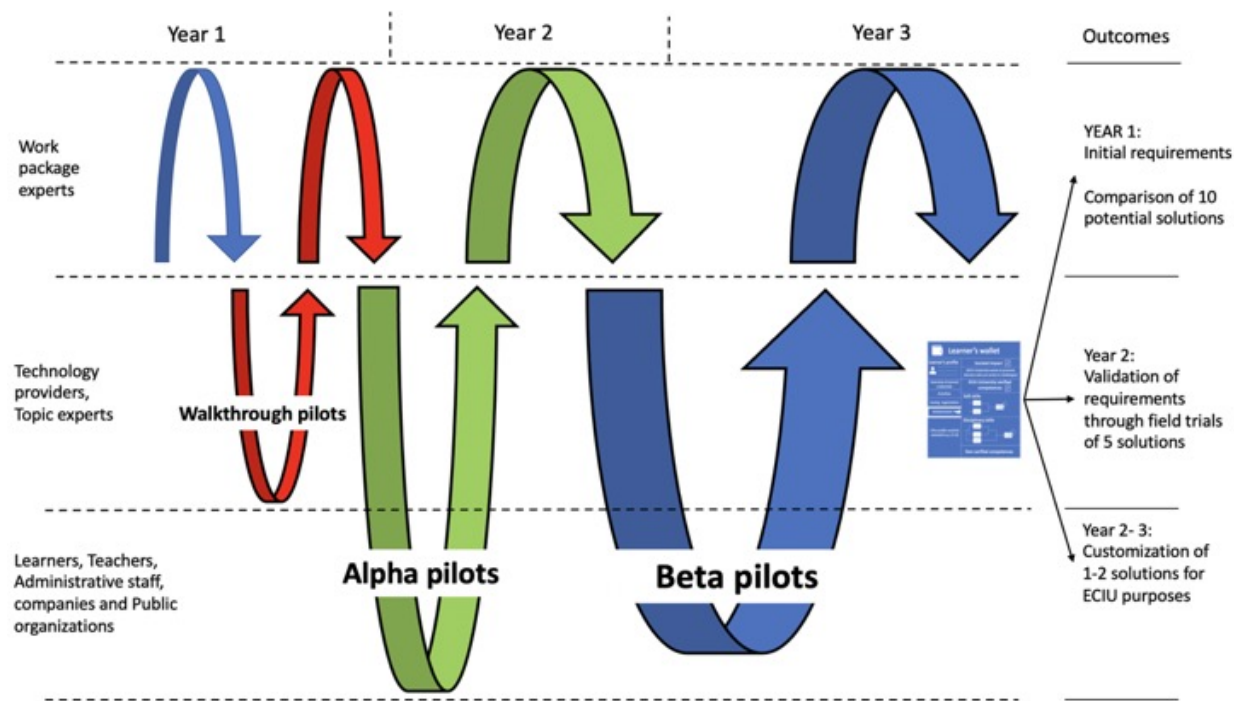 Year 1
Year 2
Year 3
Outcomes
Work
package
experts
YEAR 1:
Initial requirements
Comparison of 10
potential solutions
Technology
providers,
Topic experts
Walkthrough pilots
Learner's wallet
Year 2:
Validation of
requirements
through field trials
of 5 solutions
Learners, Teachers,
Administrative staff,
companies and Public
organizations
Alpha pilots
Beta pilots
Year 2- 3:
Customization of
1-2 solutions for
ECIU purposes